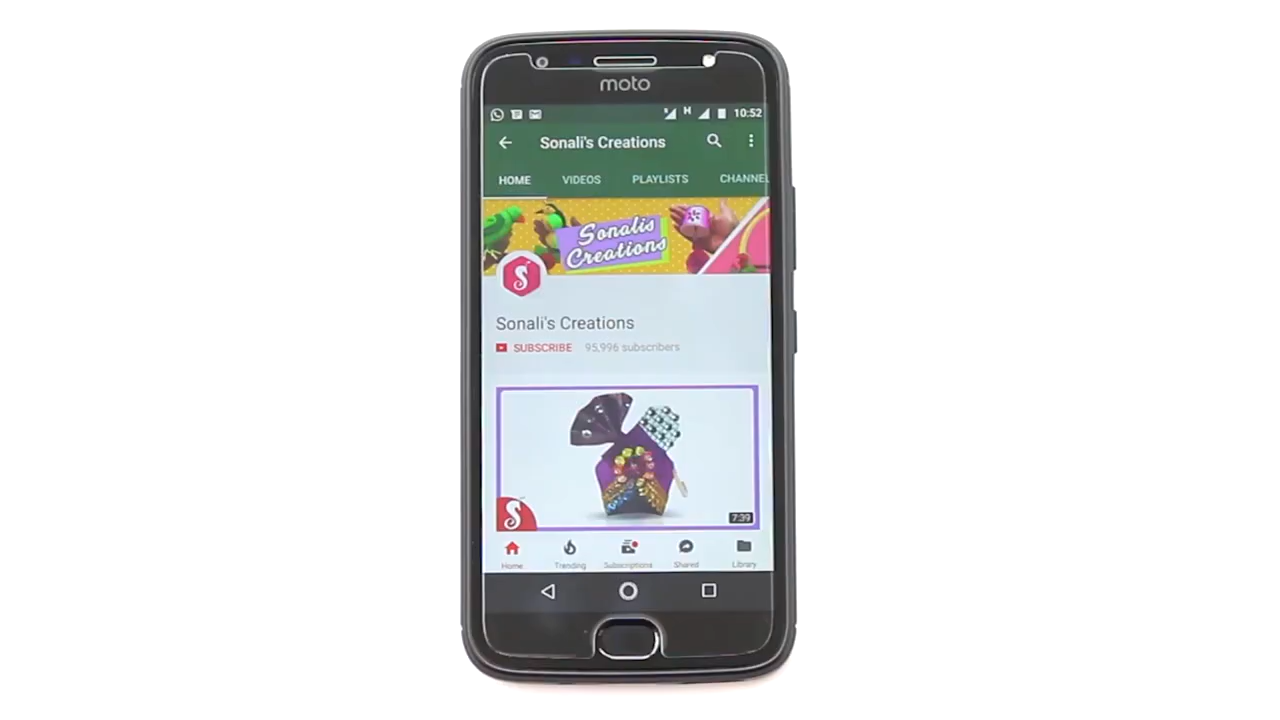 moto
H 10:52
Sonali's Creations
HOME VIDEOS PLAYLISTS CHANNEL
Sonalis
Creations
S
Sonali's Creations
SUBSCRIBE 95,996 subscribers
S
7:39
Home Trending Subscriptions Shared Library